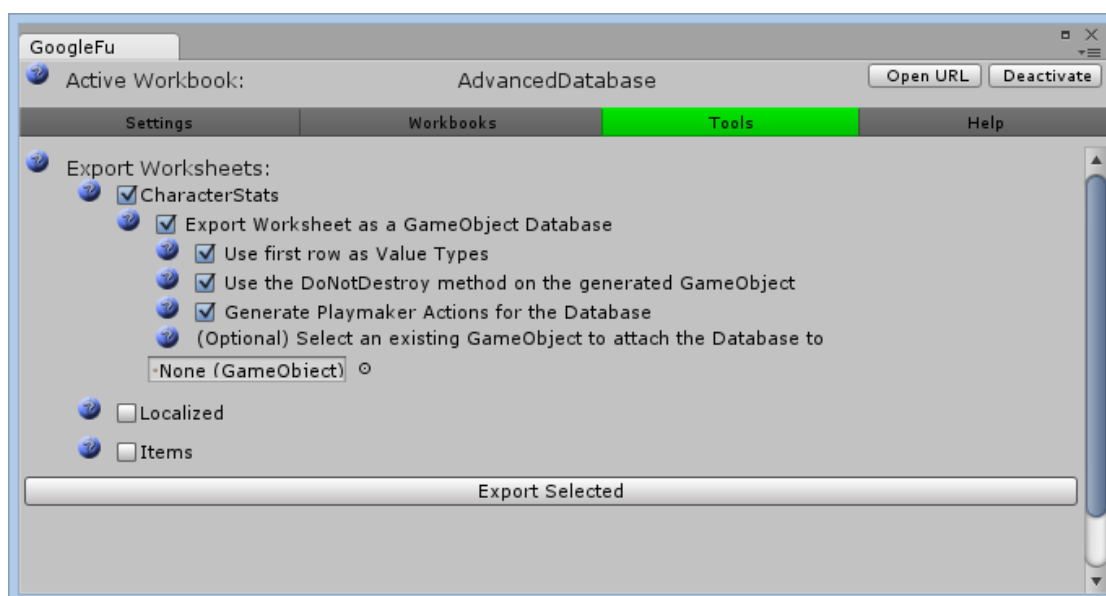 GoogleFu
Active Workbook: AdvancedDatabase Open URL Deactivate
Settings Workbooks Tools Help
Export Worksheets:
CharacterStats
Export Worksheet as a GameObject Database
Use first row as Value Types
Use the DoNotDestroy method on the generated GameObject
Generate Playmaker Actions for the Database
(Optional) Select an existing GameObject to attach the Database to
None (GameObject)
Localized
Items
Export Selected